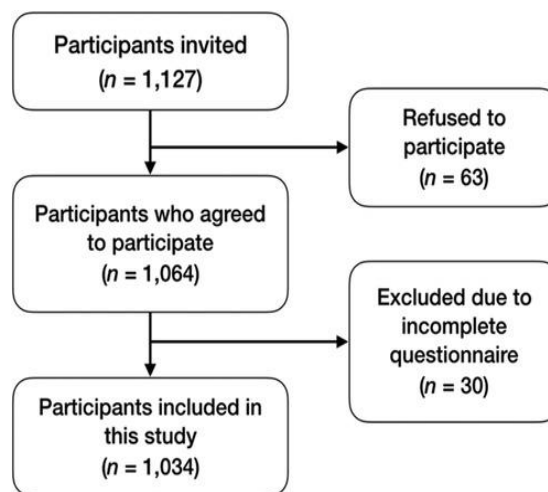 Participants invited
(n = 1,127)
Refused to
participate
(n = 63)
Participants who agreed
to participate
(n = 1,064)
Excluded due to
incomplete
questionnaire
(n = 30)
Participants included in
this study
(n = 1,034)